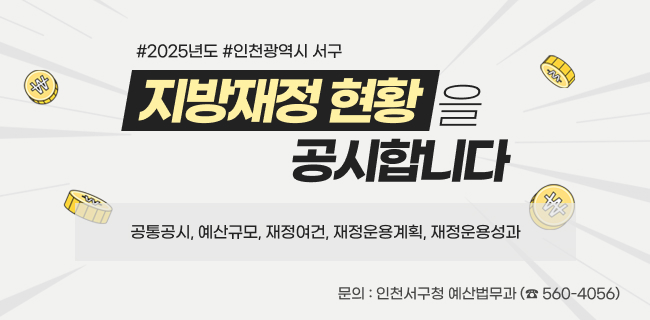 #2025년도 #인천광역시 서구
지방재정 현황을
공시합니다
공통공시, 예산규모, 재정여건, 재정운용계획, 재정운용성과
문의 : 인천서구청 예산법무과 (☎ 560-4056)